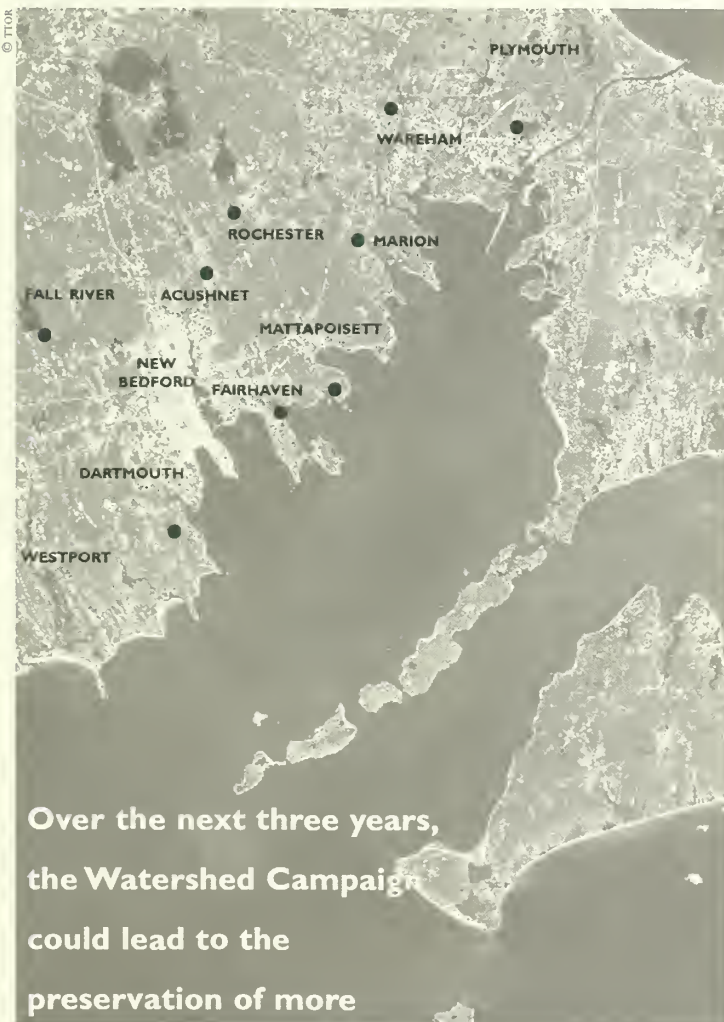 © TTOR
PLYMOUTH
WAREHAM
ROCHESTER
MARION
FALL RIVER
ACUSHNET
MATTAPOISETT
NEW
BEDFORD
FAIRHAVEN
DARTMOUTH
WESTPORT
Over the next three years,
the Watershed Campaign
could lead to the
preservation of more